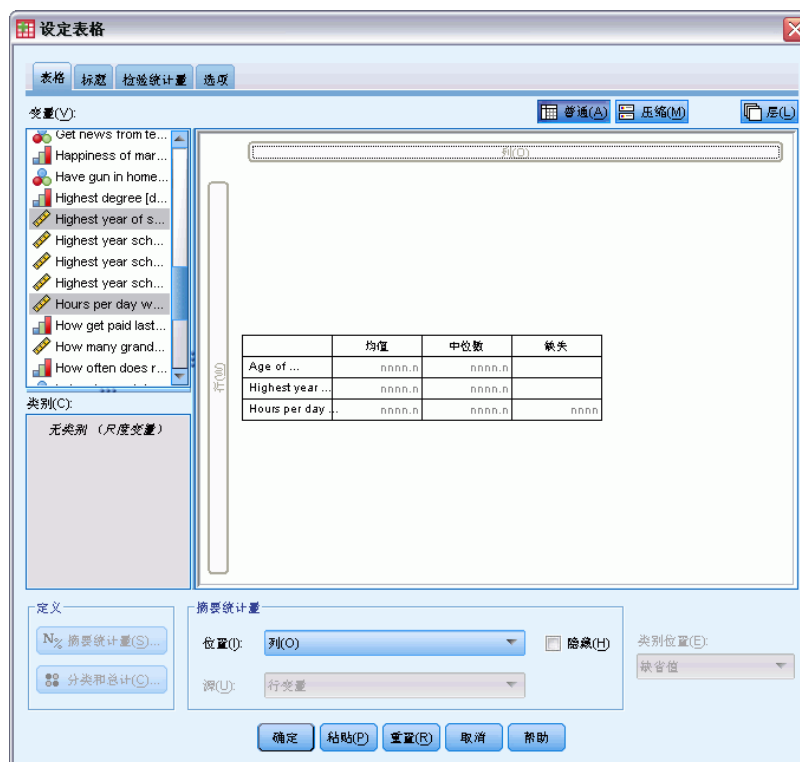 设定表格
表格 标题 检验统计量 选项
变量(V):
普通(A) 压缩(M) 层(L)
Get news from te...
Happiness of mar...
Have gun in home...
Highest degree [d...
Highest year of s...
Highest year sch...
Highest year sch...
Highest year sch...
Hours per day w...
How get paid last...
How many grand...
How often does r...
列(O)
行(W)
均值 中位数 缺失
Age of ... nnnn.n nnnn.n
Highest year ... nnnn.n nnnn.n
Hours per day ... nnnn.n nnnn.n nnnn
类别(C):
无类别 (尺度变量)
定义
N% 摘要统计量(S)...
分类和总计(C)...
摘要统计量
位置(I): 列(O) 隐藏(H)
源(U): 行变量
类别位置(E):
缺省值
确定 粘贴(P) 重置(R) 取消 帮助